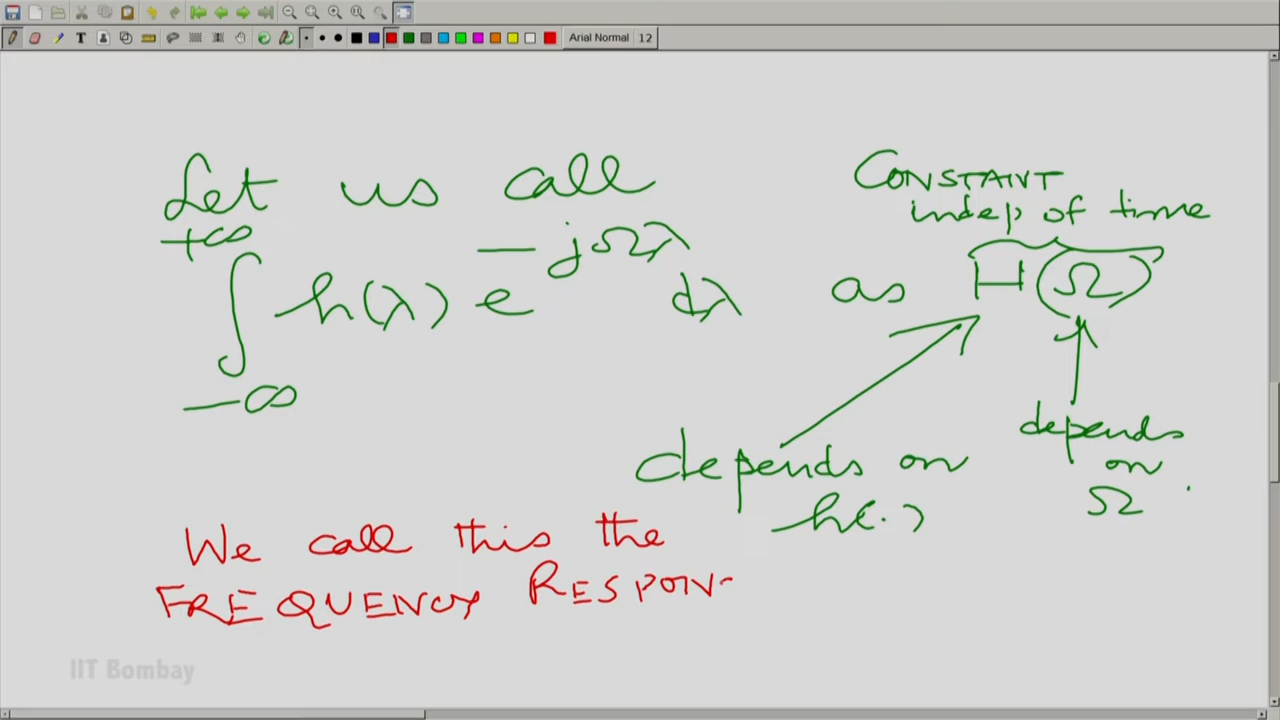 Arial Normal 12
Let us call
+∞
∫ h(λ) e^{-jΩλ} dλ as H(Ω)
-∞
CONSTANT
indep of time
depends on
h(.)
depends
on
Ω
We call this the
FREQUENCY RESPON
IIT Bombay